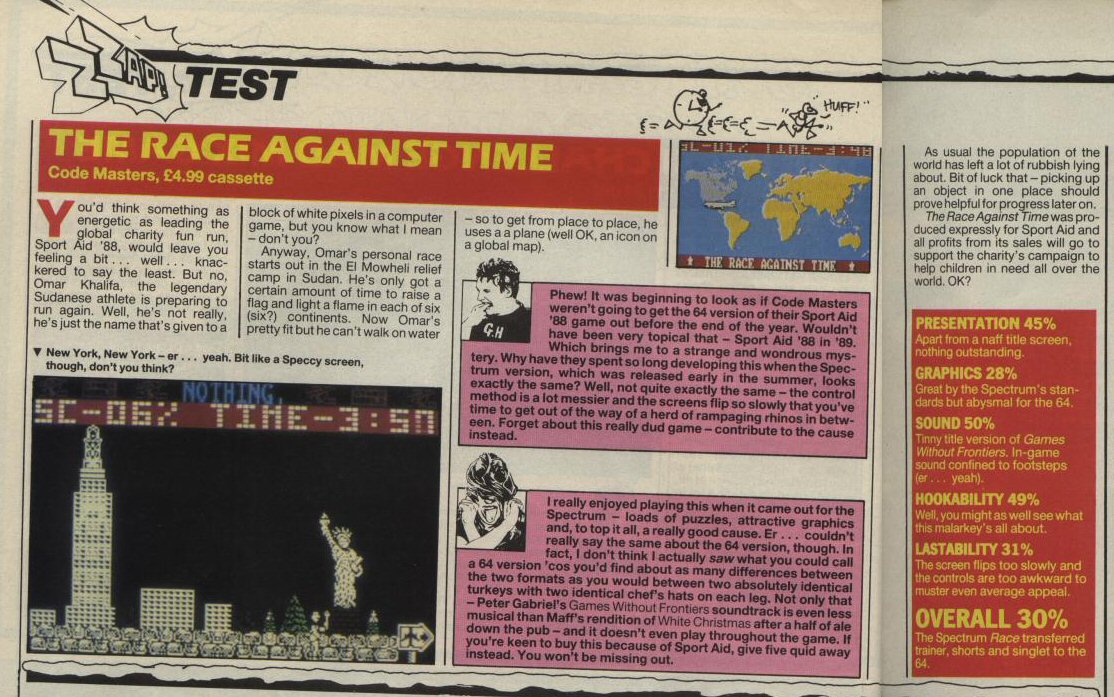 ZZAP! TEST
HUFF!
THE RACE AGAINST TIME
Code Masters, £4.99 cassette
You'd think something as
energetic as leading the
global charity fun run,
Sport Aid '88, would leave you
feeling a bit . . . well . . . knac-
kered to say the least. But no,
Omar Khalifa, the legendary
Sudanese athlete is preparing to
run again. Well, he's not really,
he's just the name that's given to a
block of white pixels in a computer
game, but you know what I mean
– don't you?
Anyway, Omar's personal race
starts out in the El Mowheli relief
camp in Sudan. He's only got a
certain amount of time to raise a
flag and light a flame in each of six
(six?) continents. Now Omar's
pretty fit but he can't walk on water
– so to get from place to place, he
uses a a plane (well OK, an icon on
a global map).
SC-01% TIME-3:48
THE RACE AGAINST TIME
▼ New York, New York – er . . . yeah. Bit like a Speccy screen,
though, don't you think?
NOTHING.
SC-06% TIME-3:50
G.H
Phew! It was beginning to look as if Code Masters
weren't going to get the 64 version of their Sport Aid
'88 game out before the end of the year. Wouldn't
have been very topical that – Sport Aid '88 in '89.
Which brings me to a strange and wondrous mys-
tery. Why have they spent so long developing this when the Spec-
trum version, which was released early in the summer, looks
exactly the same? Well, not quite exactly the same – the control
method is a lot messier and the screens flip so slowly that you've
time to get out of the way of a herd of rampaging rhinos in betw-
een. Forget about this really dud game – contribute to the cause
instead.
I really enjoyed playing this when it came out for the
Spectrum – loads of puzzles, attractive graphics
and, to top it all, a really good cause. Er . . . couldn't
really say the same about the 64 version, though. In
fact, I don't think I actually saw what you could call
a 64 version 'cos you'd find about as many differences between
the two formats as you would between two absolutely identical
turkeys with two identical chef's hats on each leg. Not only that
– Peter Gabriel's Games Without Frontiers soundtrack is even less
musical than Maff's rendition of White Christmas after a half of ale
down the pub – and it doesn't even play throughout the game. If
you're keen to buy this because of Sport Aid, give five quid away
instead. You won't be missing out.
As usual the population of the
world has left a lot of rubbish lying
about. Bit of luck that – picking up
an object in one place should
prove helpful for progress later on.
The Race Against Time was pro-
duced expressly for Sport Aid and
all profits from its sales will go to
support the charity's campaign to
help children in need all over the
world. OK?
PRESENTATION 45%
Apart from a naff title screen,
nothing outstanding.
GRAPHICS 28%
Great by the Spectrum's stan-
dards but abysmal for the 64.
SOUND 50%
Tinny title version of Games
Without Frontiers. In-game
sound confined to footsteps
(er . . . yeah).
HOOKABILITY 49%
Well, you might as well see what
this malarkey's all about.
LASTABILITY 31%
The screen flips too slowly and
the controls are too awkward to
muster even average appeal.
OVERALL 30%
The Spectrum Race transferred
trainer, shorts and singlet to the
64.